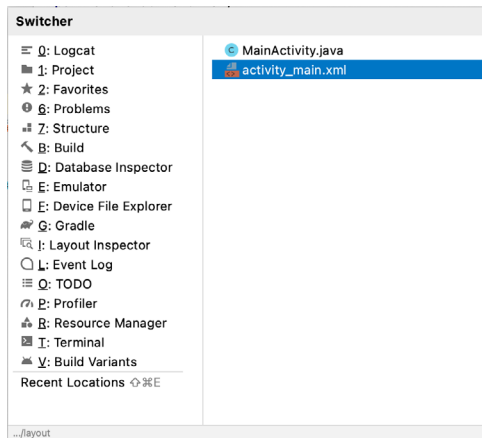 Switcher
0: Logcat
1: Project
2: Favorites
6: Problems
7: Structure
B: Build
D: Database Inspector
E: Emulator
F: Device File Explorer
G: Gradle
I: Layout Inspector
L: Event Log
O: TODO
P: Profiler
R: Resource Manager
T: Terminal
V: Build Variants
Recent Locations ⇧⌘E
C MainActivity.java
activity_main.xml
.../layout